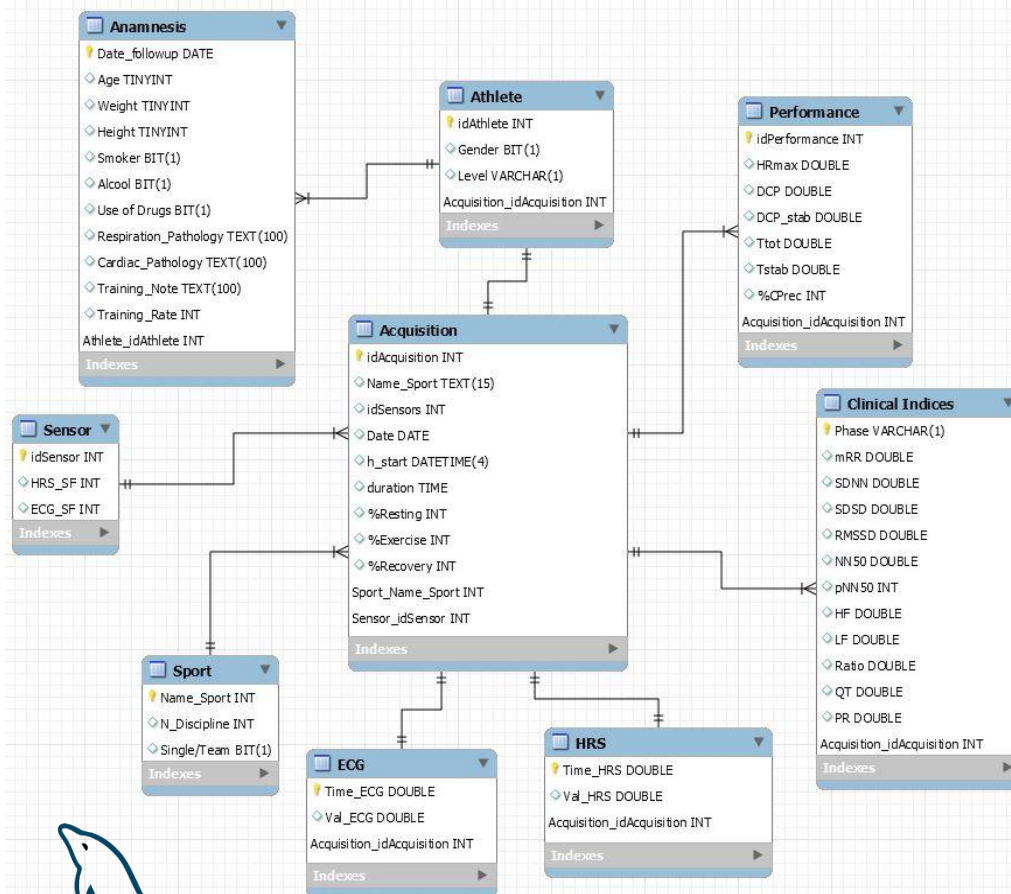 Anamnesis
Date_followup DATE
Age TINYINT
Weight TINYINT
Height TINYINT
Smoker BIT(1)
Alcool BIT(1)
Use of Drugs BIT(1)
Respiration_Pathology TEXT(100)
Cardiac_Pathology TEXT(100)
Training_Note TEXT(100)
Training_Rate INT
Athlete_idAthlete INT
Indexes
Athlete
idAthlete INT
Gender BIT(1)
Level VARCHAR(1)
Acquisition_idAcquisition INT
Indexes
Performance
idPerformance INT
HRmax DOUBLE
DCP DOUBLE
DCP_stab DOUBLE
Ttot DOUBLE
Tstab DOUBLE
%CPrec INT
Acquisition_idAcquisition INT
Indexes
Acquisition
idAcquisition INT
Name_Sport TEXT(15)
idSensors INT
Date DATE
h_start DATETIME(4)
duration TIME
%Resting INT
%Exercise INT
%Recovery INT
Sport_Name_Sport INT
Sensor_idSensor INT
Indexes
Sensor
idSensor INT
HRS_SF INT
ECG_SF INT
Indexes
Clinical Indices
Phase VARCHAR(1)
mRR DOUBLE
SDNN DOUBLE
SDSD DOUBLE
RMSSD DOUBLE
NN50 DOUBLE
pNN50 INT
HF DOUBLE
LF DOUBLE
Ratio DOUBLE
QT DOUBLE
PR DOUBLE
Acquisition_idAcquisition INT
Indexes
Sport
Name_Sport INT
N_Discipline INT
Single/Team BIT(1)
Indexes
ECG
Time_ECG DOUBLE
Val_ECG DOUBLE
Acquisition_idAcquisition INT
Indexes
HRS
Time_HRS DOUBLE
Val_HRS DOUBLE
Acquisition_idAcquisition INT
Indexes